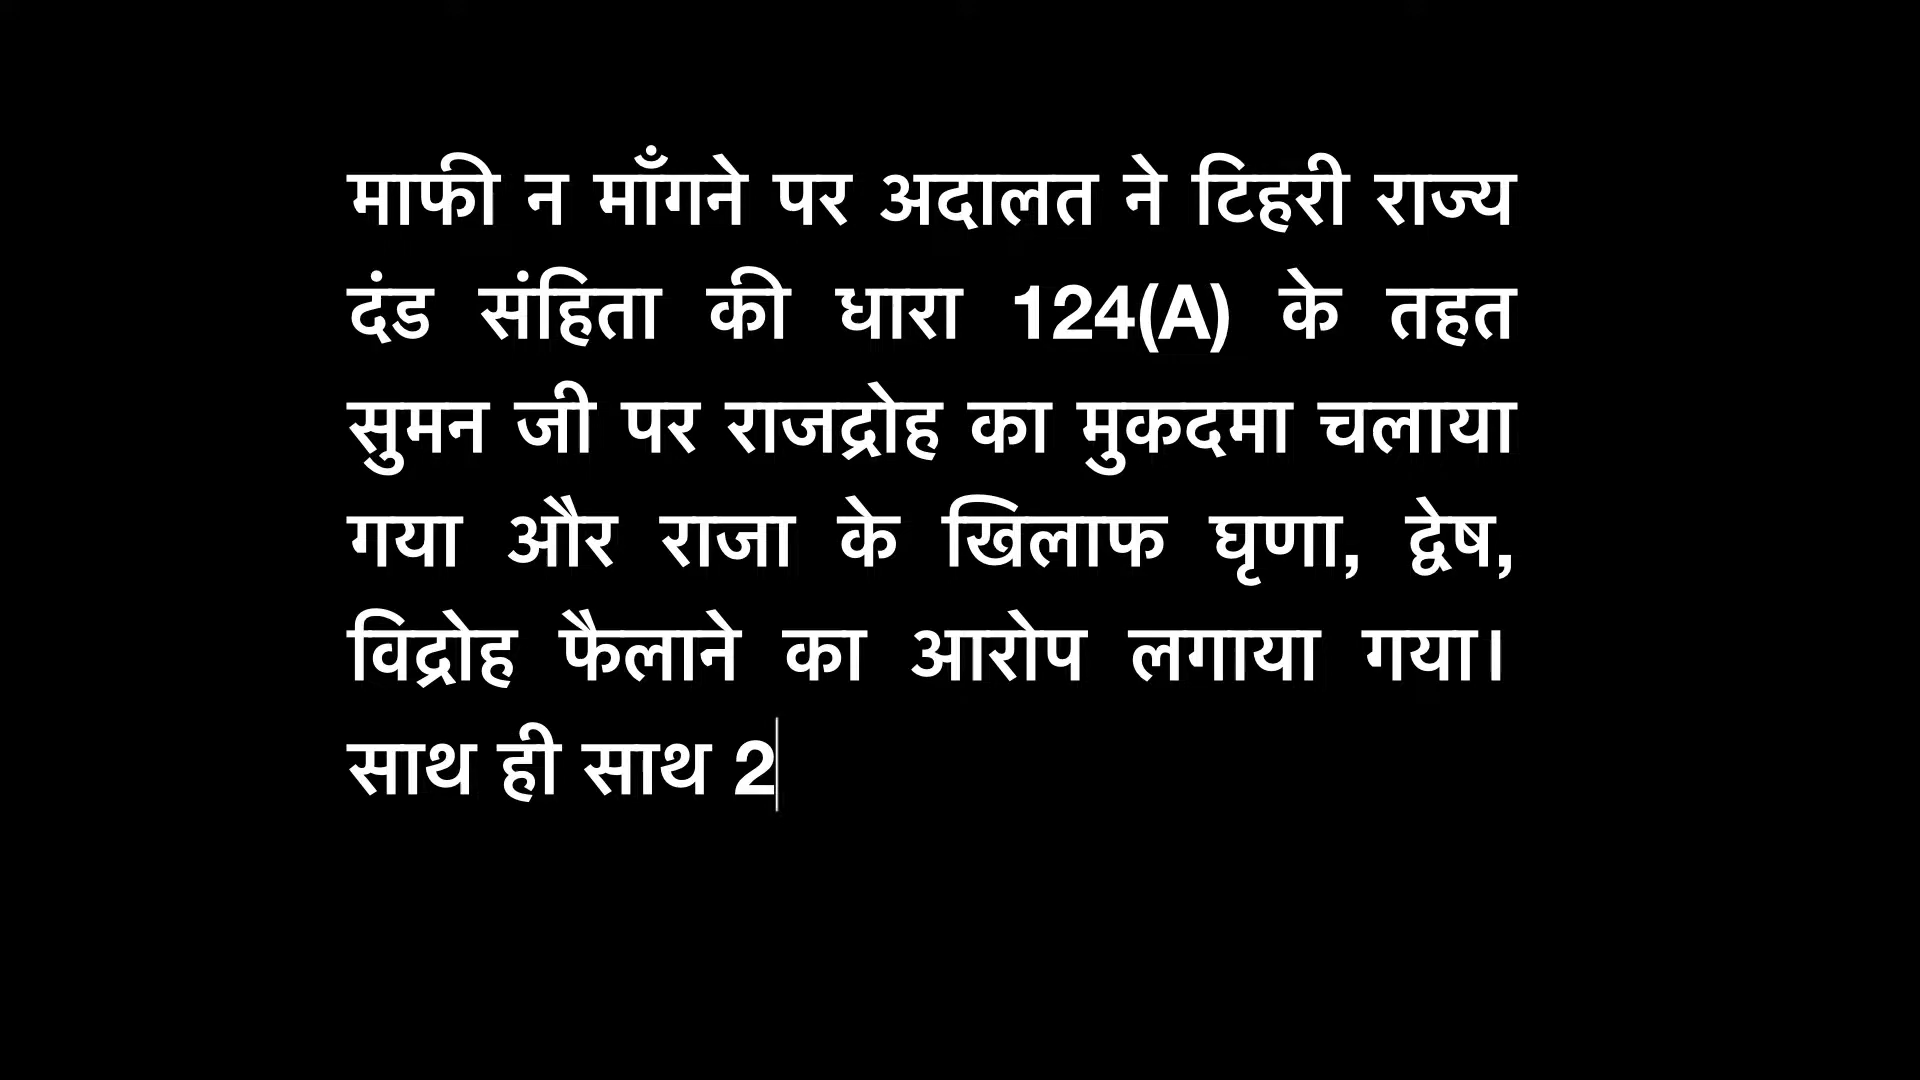 माफी न माँगने पर अदालत ने टिहरी राज्य
दंड संहिता की धारा 124(A) के तहत
सुमन जी पर राजद्रोह का मुकदमा चलाया
गया और राजा के खिलाफ घृणा, द्वेष,
विद्रोह फैलाने का आरोप लगाया गया।
साथ ही साथ 2